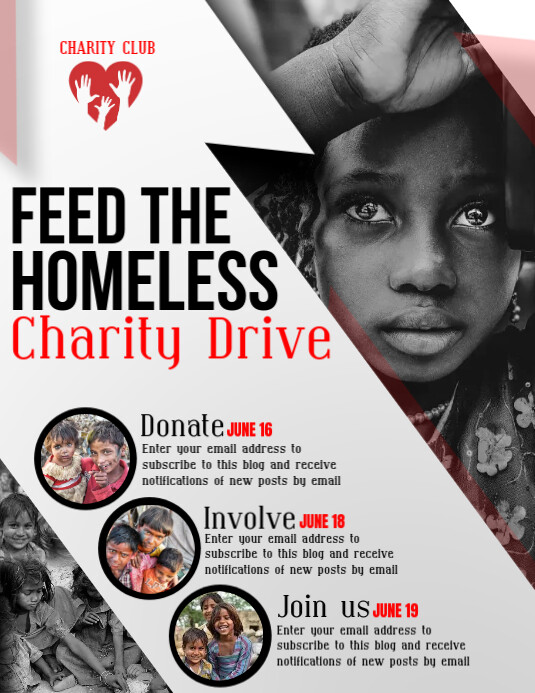 CHARITY CLUB
FEED THE
HOMELESS
Charity Drive
Donate JUNE 16
Enter your email address to
subscribe to this blog and receive
notifications of new posts by email
Involve JUNE 18
Enter your email address to
subscribe to this blog and receive
notifications of new posts by email
Join us JUNE 19
Enter your email address to
subscribe to this blog and receive
notifications of new posts by email